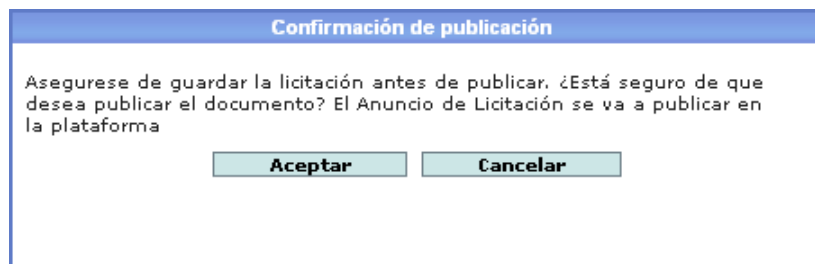 Confirmación de publicación
Asegurese de guardar la licitación antes de publicar. ¿Está seguro de que
desea publicar el documento? El Anuncio de Licitación se va a publicar en
la plataforma
Aceptar Cancelar